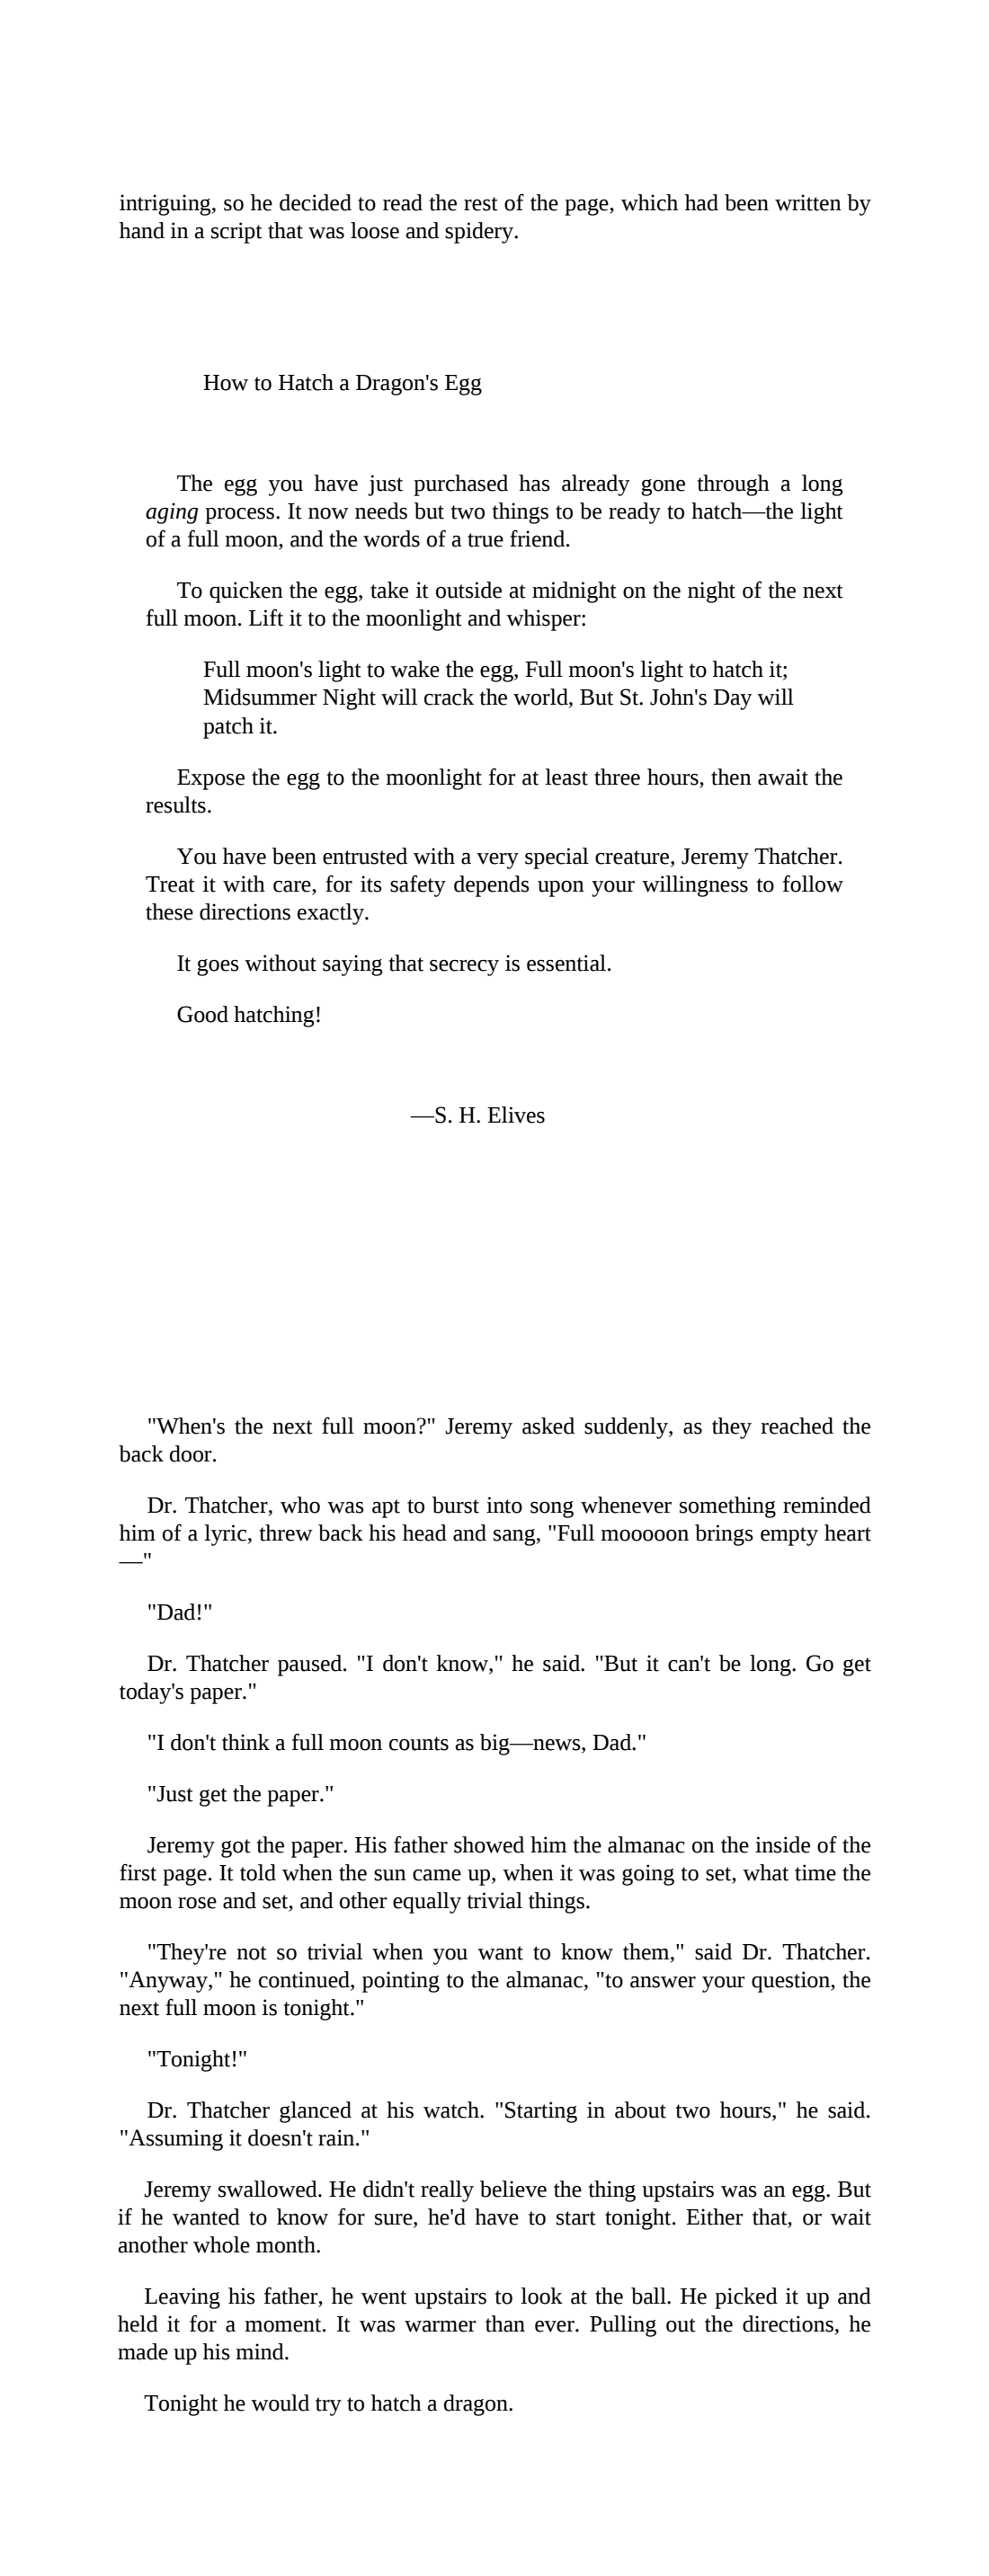 intriguing, so he decided to read the rest of the page, which had been written by
hand in a script that was loose and spidery.
How to Hatch a Dragon's Egg
The egg you have just purchased has already gone through a long
aging process. It now needs but two things to be ready to hatch—the light
of a full moon, and the words of a true friend.
To quicken the egg, take it outside at midnight on the night of the next
full moon. Lift it to the moonlight and whisper:
Full moon's light to wake the egg, Full moon's light to hatch it;
Midsummer Night will crack the world, But St. John's Day will
patch it.
Expose the egg to the moonlight for at least three hours, then await the
results.
You have been entrusted with a very special creature, Jeremy Thatcher.
Treat it with care, for its safety depends upon your willingness to follow
these directions exactly.
It goes without saying that secrecy is essential.
Good hatching!
—S. H. Elives
"When's the next full moon?" Jeremy asked suddenly, as they reached the
back door.
Dr. Thatcher, who was apt to burst into song whenever something reminded
him of a lyric, threw back his head and sang, "Full mooooon brings empty heart
—"
"Dad!"
Dr. Thatcher paused. "I don't know," he said. "But it can't be long. Go get
today's paper."
"I don't think a full moon counts as big—news, Dad."
"Just get the paper."
Jeremy got the paper. His father showed him the almanac on the inside of the
first page. It told when the sun came up, when it was going to set, what time the
moon rose and set, and other equally trivial things.
"They're not so trivial when you want to know them," said Dr. Thatcher.
"Anyway," he continued, pointing to the almanac, "to answer your question, the
next full moon is tonight."
"Tonight!"
Dr. Thatcher glanced at his watch. "Starting in about two hours," he said.
"Assuming it doesn't rain."
Jeremy swallowed. He didn't really believe the thing upstairs was an egg. But
if he wanted to know for sure, he'd have to start tonight. Either that, or wait
another whole month.
Leaving his father, he went upstairs to look at the ball. He picked it up and
held it for a moment. It was warmer than ever. Pulling out the directions, he
made up his mind.
Tonight he would try to hatch a dragon.